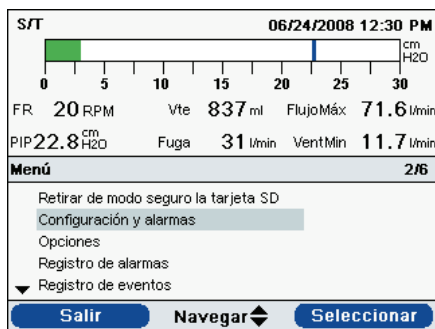 S/T 06/24/2008 12:30 PM
cm
H2O
0 5 10 15 20 25 30
FR 20 RPM Vte 837 ml FlujoMáx 71.6 l/min
PIP 22.8 cm H2O Fuga 31 l/min VentMin 11.7 l/min
Menú 2/6
Retirar de modo seguro la tarjeta SD
Configuración y alarmas
Opciones
Registro de alarmas
Registro de eventos
Salir Navegar Seleccionar